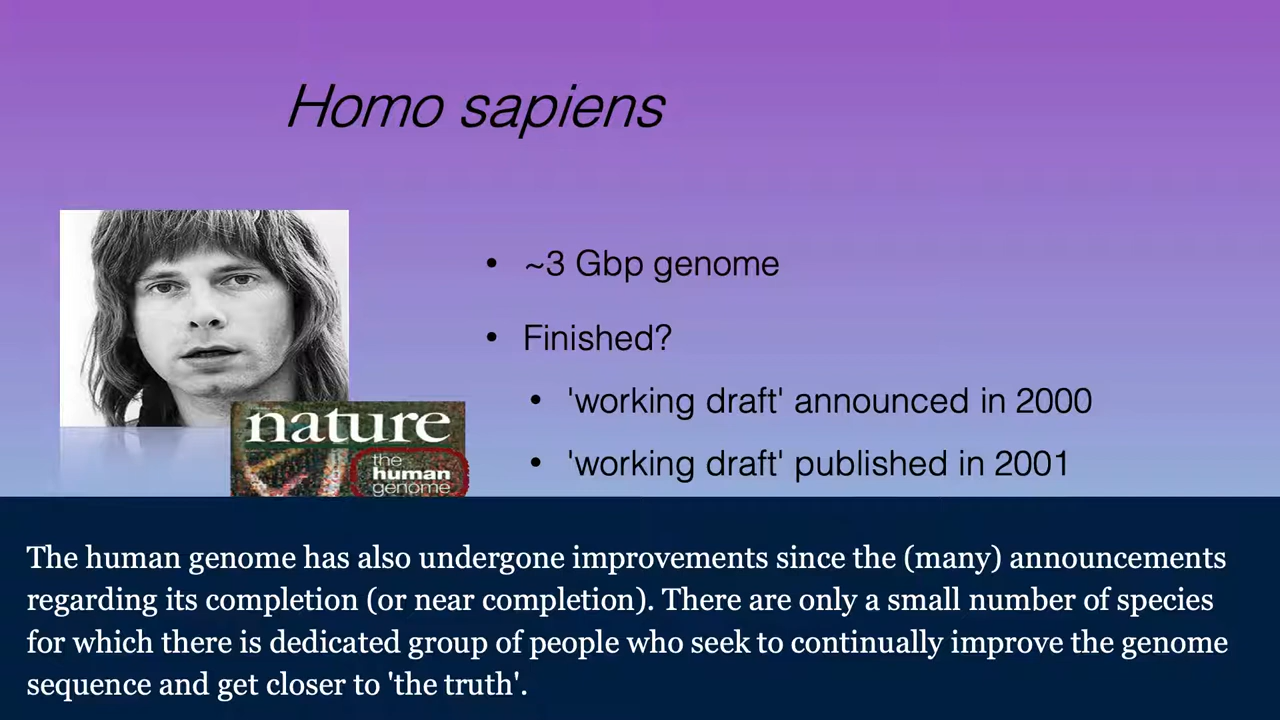 Homo sapiens
• ~3 Gbp genome
• Finished?
• 'working draft' announced in 2000
• 'working draft' published in 2001
nature
the
human
genome
The human genome has also undergone improvements since the (many) announcements
regarding its completion (or near completion). There are only a small number of species
for which there is dedicated group of people who seek to continually improve the genome
sequence and get closer to 'the truth'.